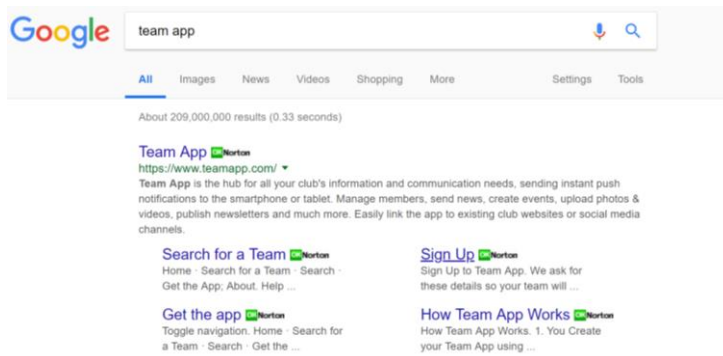 Google
team app
All Images News Videos Shopping More Settings Tools
About 209,000,000 results (0.33 seconds)
Team App OK Norton
https://www.teamapp.com/
Team App is the hub for all your club's information and communication needs, sending instant push
notifications to the smartphone or tablet. Manage members, send news, create events, upload photos &
videos, publish newsletters and much more. Easily link the app to existing club websites or social media
channels.
Search for a Team OK Norton
Home · Search for a Team · Search ·
Get the App; About. Help ...
Sign Up OK Norton
Sign Up to Team App. We ask for
these details so your team will ...
Get the app OK Norton
Toggle navigation. Home · Search for
a Team · Search · Get the ...
How Team App Works OK Norton
How Team App Works. 1. You Create
your Team App using ...